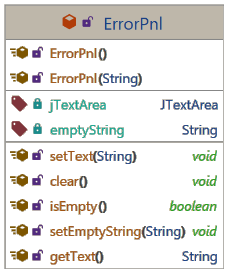 ErrorPnl
ErrorPnl()
ErrorPnl(String)
jTextArea JTextArea
emptyString String
setText(String) void
clear() void
isEmpty() boolean
setEmptyString(String) void
getText() String